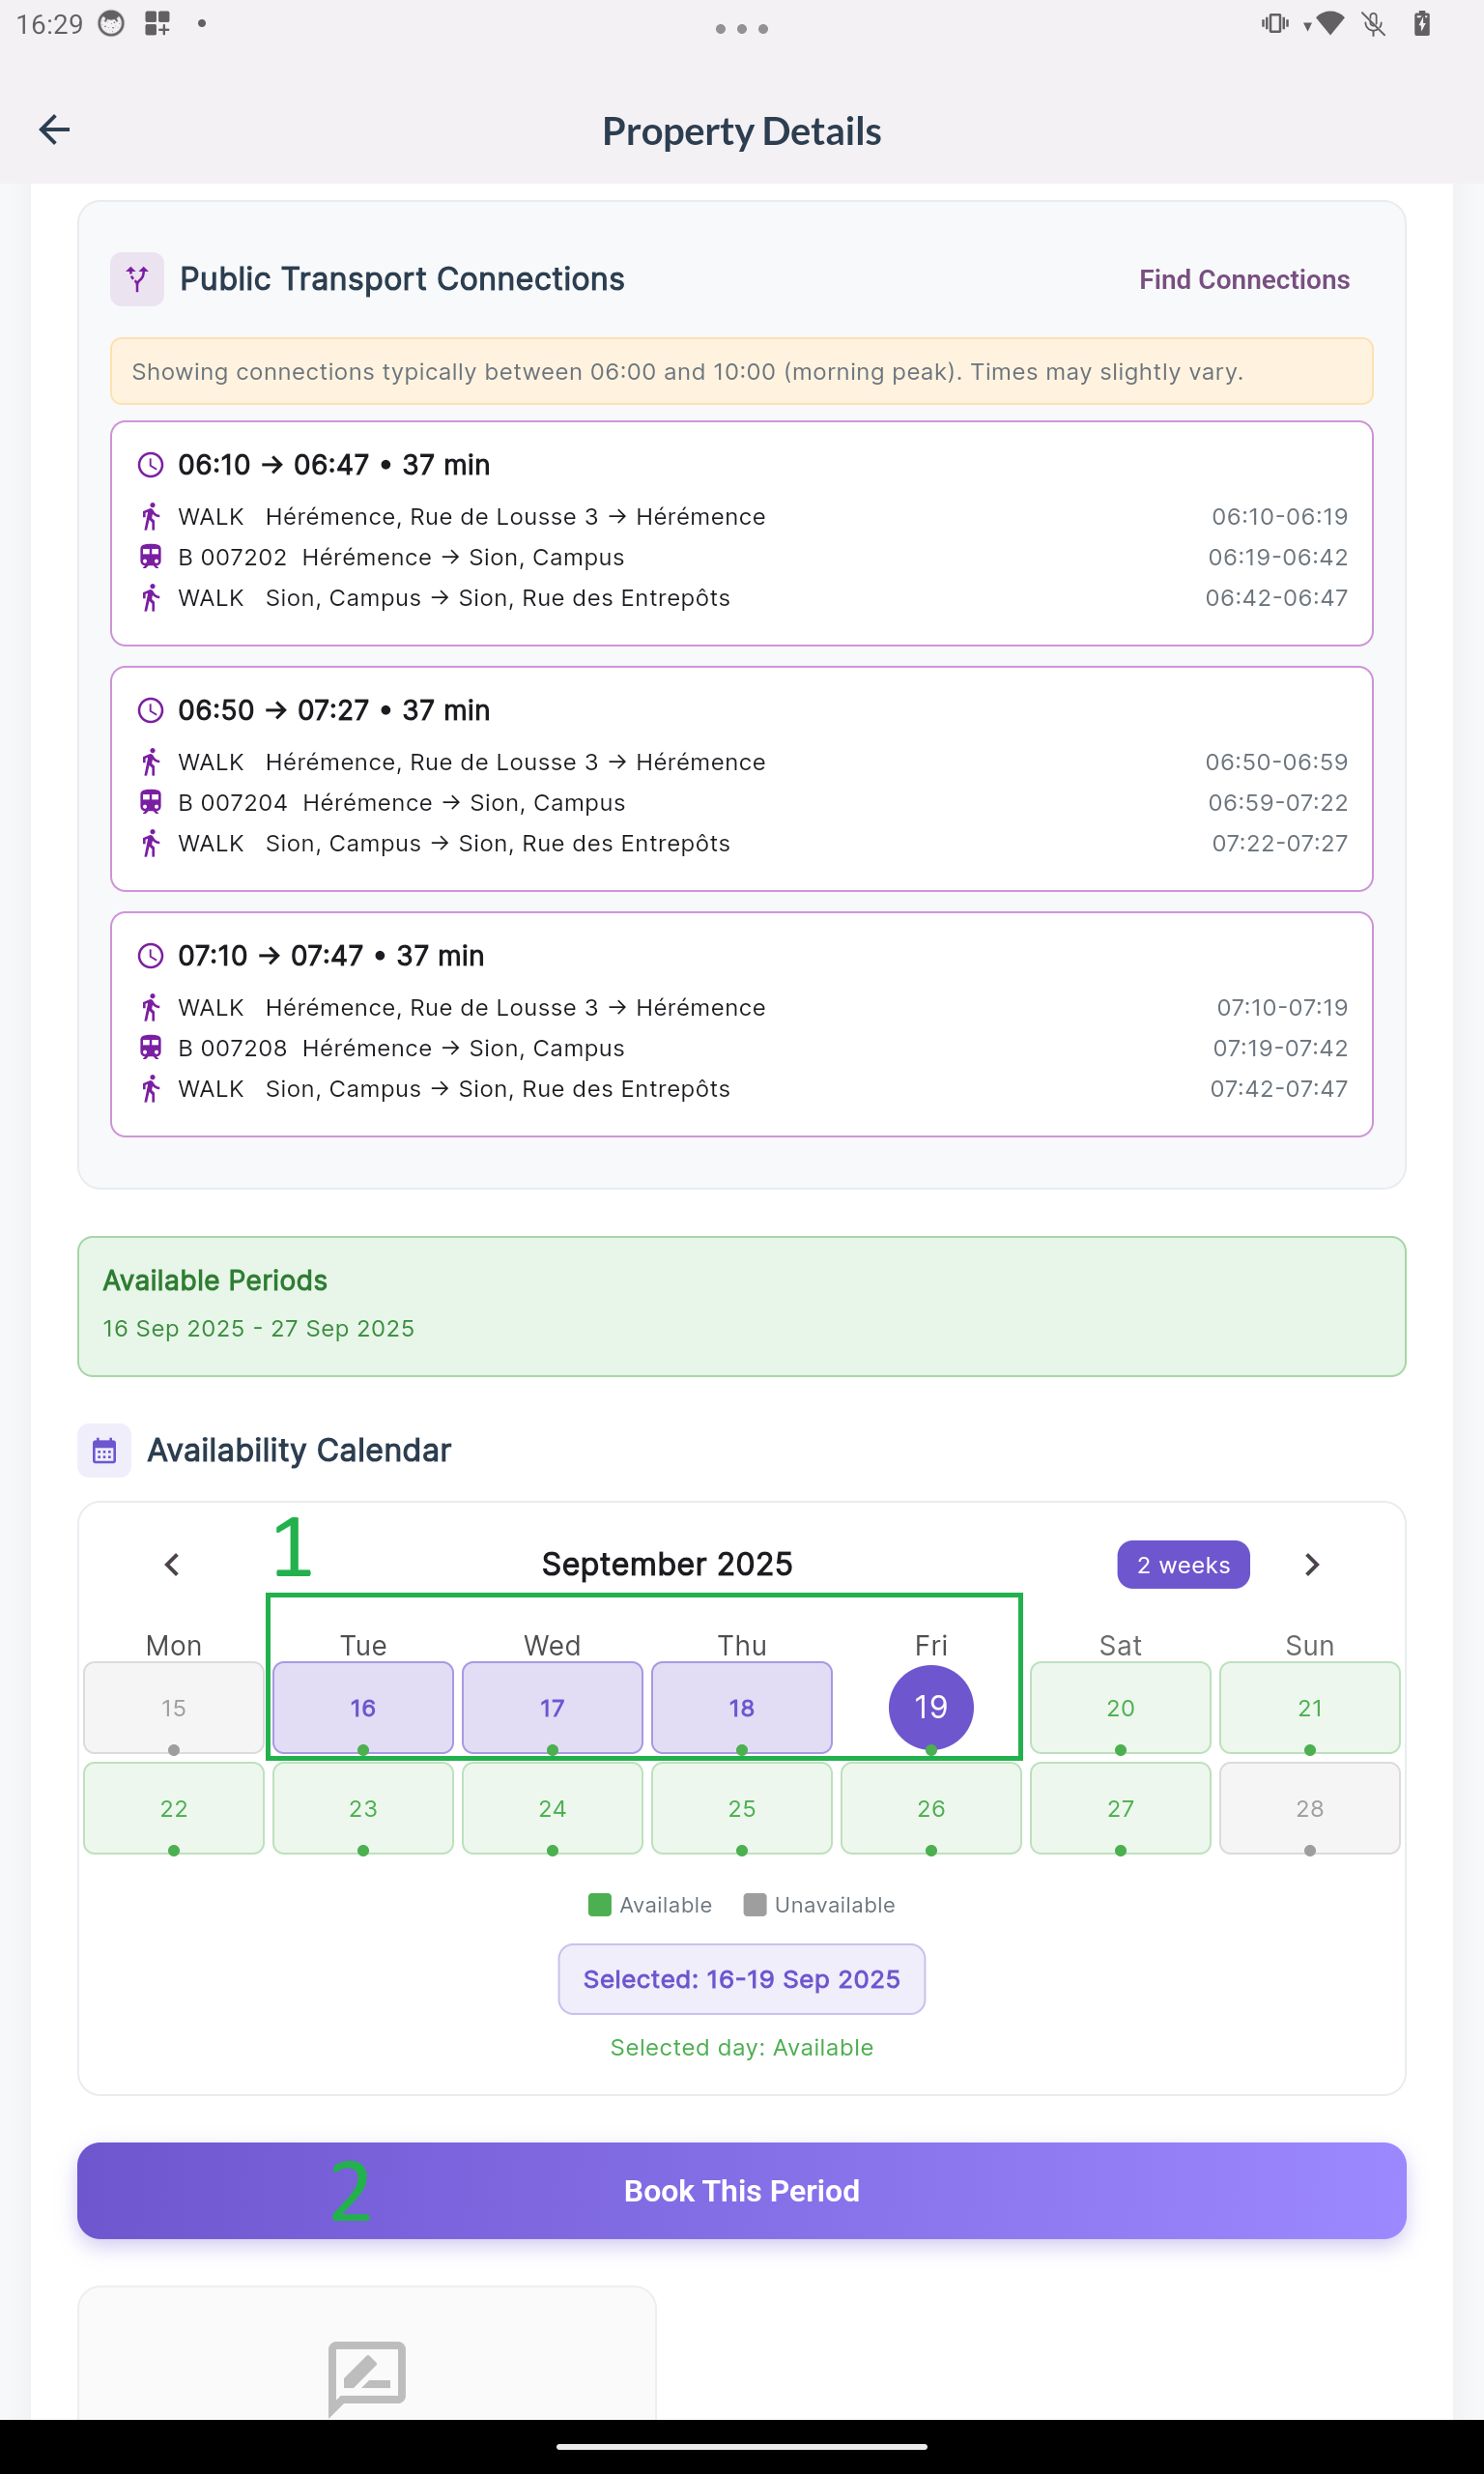 16:29
Property Details
Public Transport Connections
Find Connections
Showing connections typically between 06:00 and 10:00 (morning peak). Times may slightly vary.
06:10 → 06:47 • 37 min
WALK Hérémence, Rue de Lousse 3 → Hérémence 06:10-06:19
B 007202 Hérémence → Sion, Campus 06:19-06:42
WALK Sion, Campus → Sion, Rue des Entrepôts 06:42-06:47
06:50 → 07:27 • 37 min
WALK Hérémence, Rue de Lousse 3 → Hérémence 06:50-06:59
B 007204 Hérémence → Sion, Campus 06:59-07:22
WALK Sion, Campus → Sion, Rue des Entrepôts 07:22-07:27
07:10 → 07:47 • 37 min
WALK Hérémence, Rue de Lousse 3 → Hérémence 07:10-07:19
B 007208 Hérémence → Sion, Campus 07:19-07:42
WALK Sion, Campus → Sion, Rue des Entrepôts 07:42-07:47
Available Periods
16 Sep 2025 - 27 Sep 2025
Availability Calendar
1
September 2025
2 weeks
Mon Tue Wed Thu Fri Sat Sun
15 16 17 18 19 20 21
22 23 24 25 26 27 28
Available Unavailable
Selected: 16-19 Sep 2025
Selected day: Available
2
Book This Period